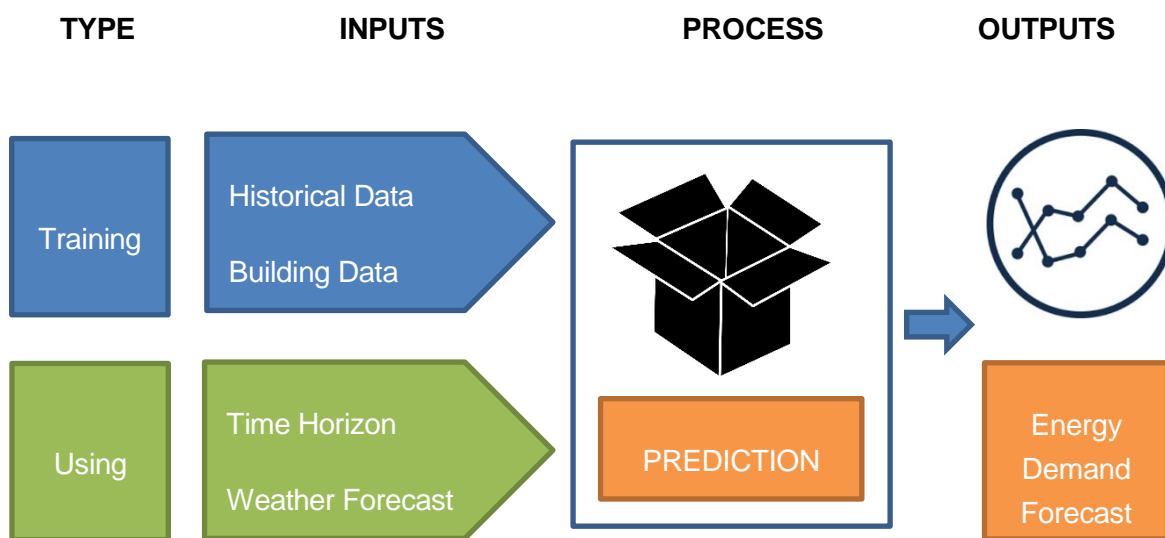 TYPE INPUTS PROCESS OUTPUTS
Training
Historical Data
Building Data
Using
Time Horizon
Weather Forecast
PREDICTION
Energy
Demand
Forecast